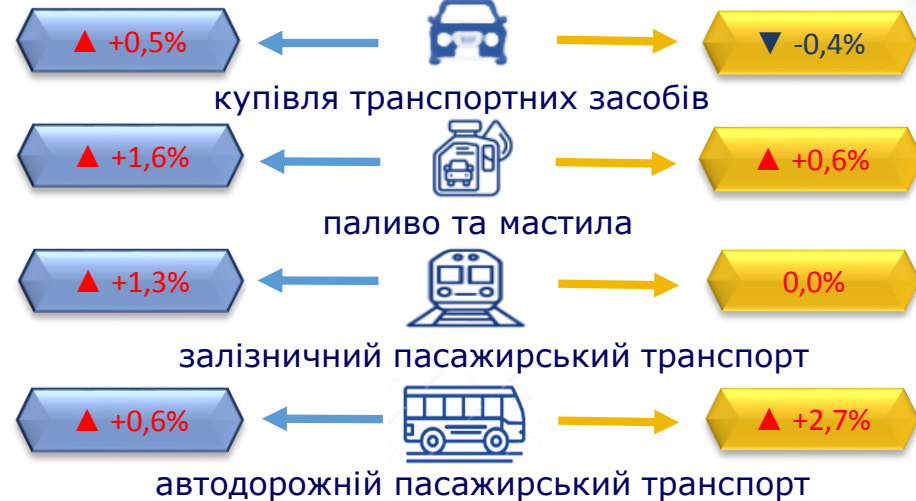 ▲ +0,5% ▼ -0,4%
купівля транспортних засобів
▲ +1,6% ▲ +0,6%
паливо та мастила
▲ +1,3% 0,0%
залізничний пасажирський транспорт
▲ +0,6% ▲ +2,7%
автодорожній пасажирський транспорт